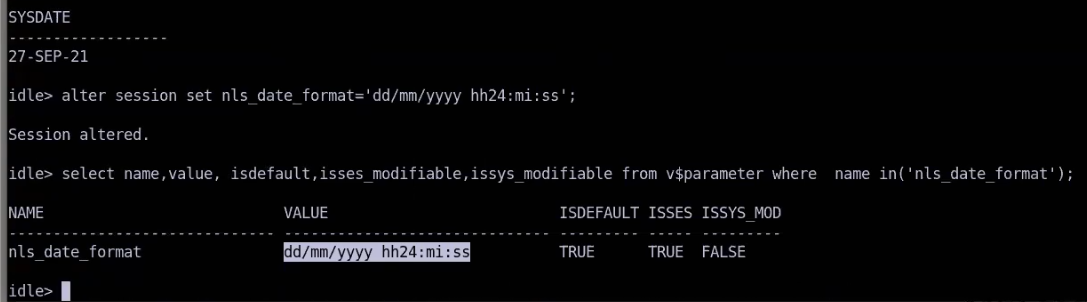 SYSDATE
------------------
27-SEP-21
idle> alter session set nls_date_format='dd/mm/yyyy hh24:mi:ss';
Session altered.
idle> select name,value, isdefault,isses_modifiable,issys_modifiable from v$parameter where  name in('nls_date_format');
NAME                           VALUE                          ISDEFAULT ISSES ISSYS_MOD
------------------------------ ------------------------------ --------- ----- ---------
nls_date_format                dd/mm/yyyy hh24:mi:ss          TRUE      TRUE  FALSE
idle>